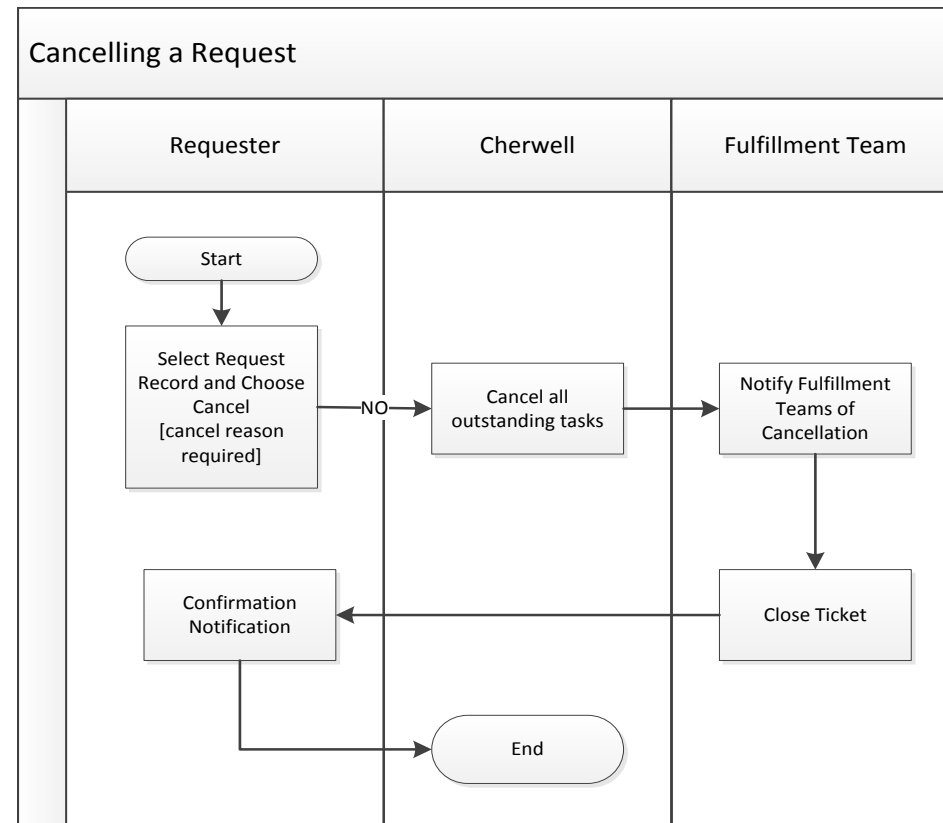 Cancelling a Request
Requester
Cherwell
Fulfillment Team
Start
Select Request
Record and Choose
Cancel
[cancel reason
required]
NO
Cancel all
outstanding tasks
Notify Fulfillment
Teams of
Cancellation
Confirmation
Notification
Close Ticket
End